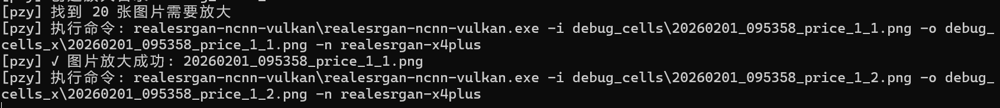 [pzy] 找到 20 张图片需要放大
[pzy] 执行命令: realesrgan-ncnn-vulkan\realesrgan-ncnn-vulkan.exe -i debug_cells\20260201_095358_price_1_1.png -o debug_
cells_x\20260201_095358_price_1_1.png -n realesrgan-x4plus
[pzy] √ 图片放大成功: 20260201_095358_price_1_1.png
[pzy] 执行命令: realesrgan-ncnn-vulkan\realesrgan-ncnn-vulkan.exe -i debug_cells\20260201_095358_price_1_2.png -o debug_
cells_x\20260201_095358_price_1_2.png -n realesrgan-x4plus